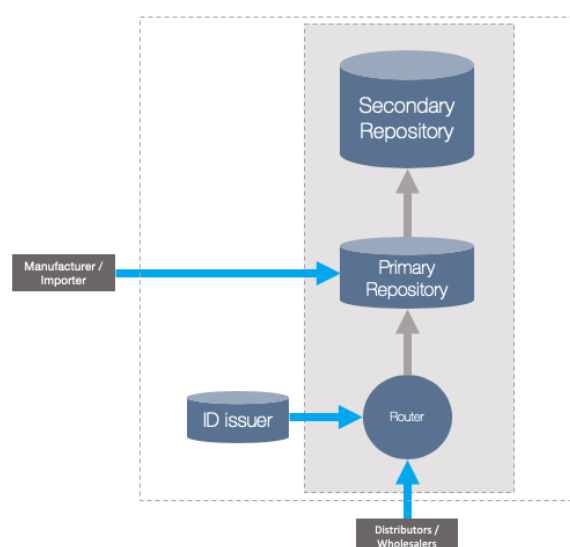 Secondary
Repository
Manufacturer /
Importer
Primary
Repository
ID issuer
Router
Distributors /
Wholesalers